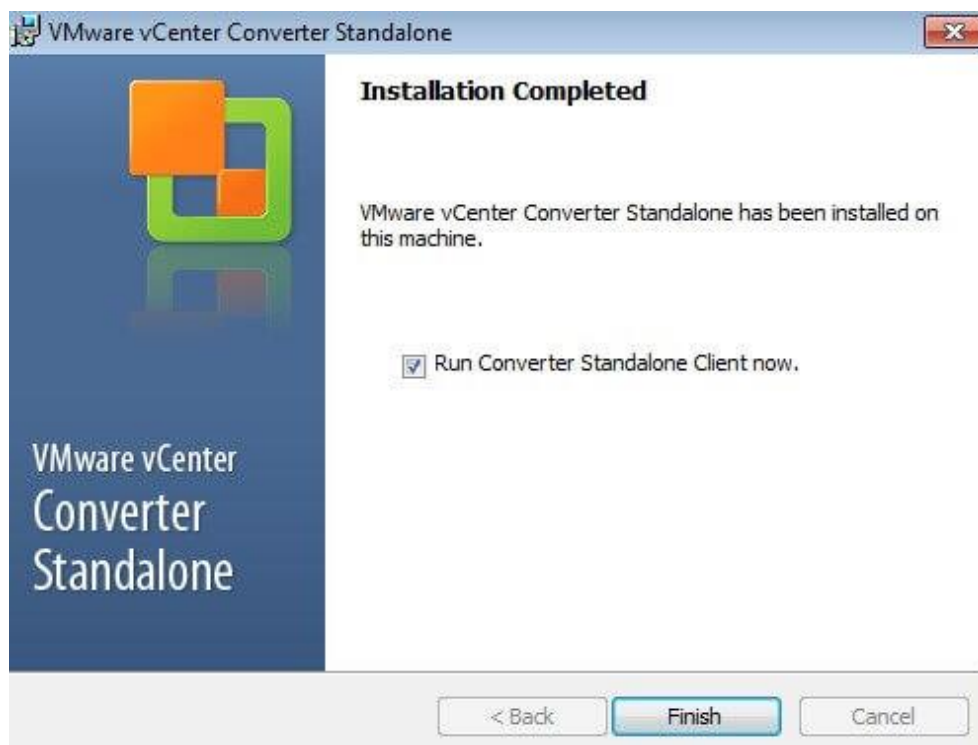 VMware vCenter Converter Standalone
Installation Completed
VMware vCenter Converter Standalone has been installed on
this machine.
Run Converter Standalone Client now.
VMware vCenter
Converter
Standalone
< Back
Finish
Cancel